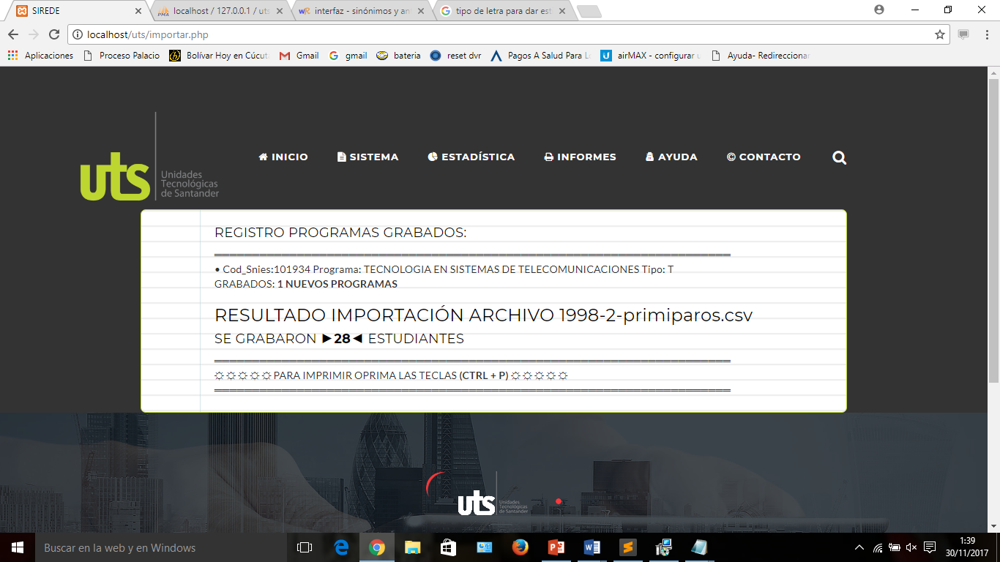 SIREDE
localhost / 127.0.0.1 / uts
interfaz - sinónimos y an
tipo de letra para dar est
localhost/uts/importar.php
Aplicaciones Proceso Palacio Bolívar Hoy en Cúcut Gmail gmail bateria reset dvr Pagos A Salud Para L airMAX - configurar u Ayuda- Redirecciona
uts
Unidades
Tecnológicas
de Santander
INICIO SISTEMA ESTADÍSTICA INFORMES AYUDA CONTACTO
REGISTRO PROGRAMAS GRABADOS:
• Cod_Snies:101934 Programa: TECNOLOGIA EN SISTEMAS DE TELECOMUNICACIONES Tipo: T
GRABADOS: 1 NUEVOS PROGRAMAS
RESULTADO IMPORTACIÓN ARCHIVO 1998-2-primiparos.csv
SE GRABARON ►28◄ ESTUDIANTES
☼☼☼☼☼ PARA IMPRIMIR OPRIMA LAS TECLAS (CTRL + P) ☼☼☼☼☼
uts
Unidades
Tecnológicas
de Santander
Buscar en la web y en Windows
1:39
30/11/2017